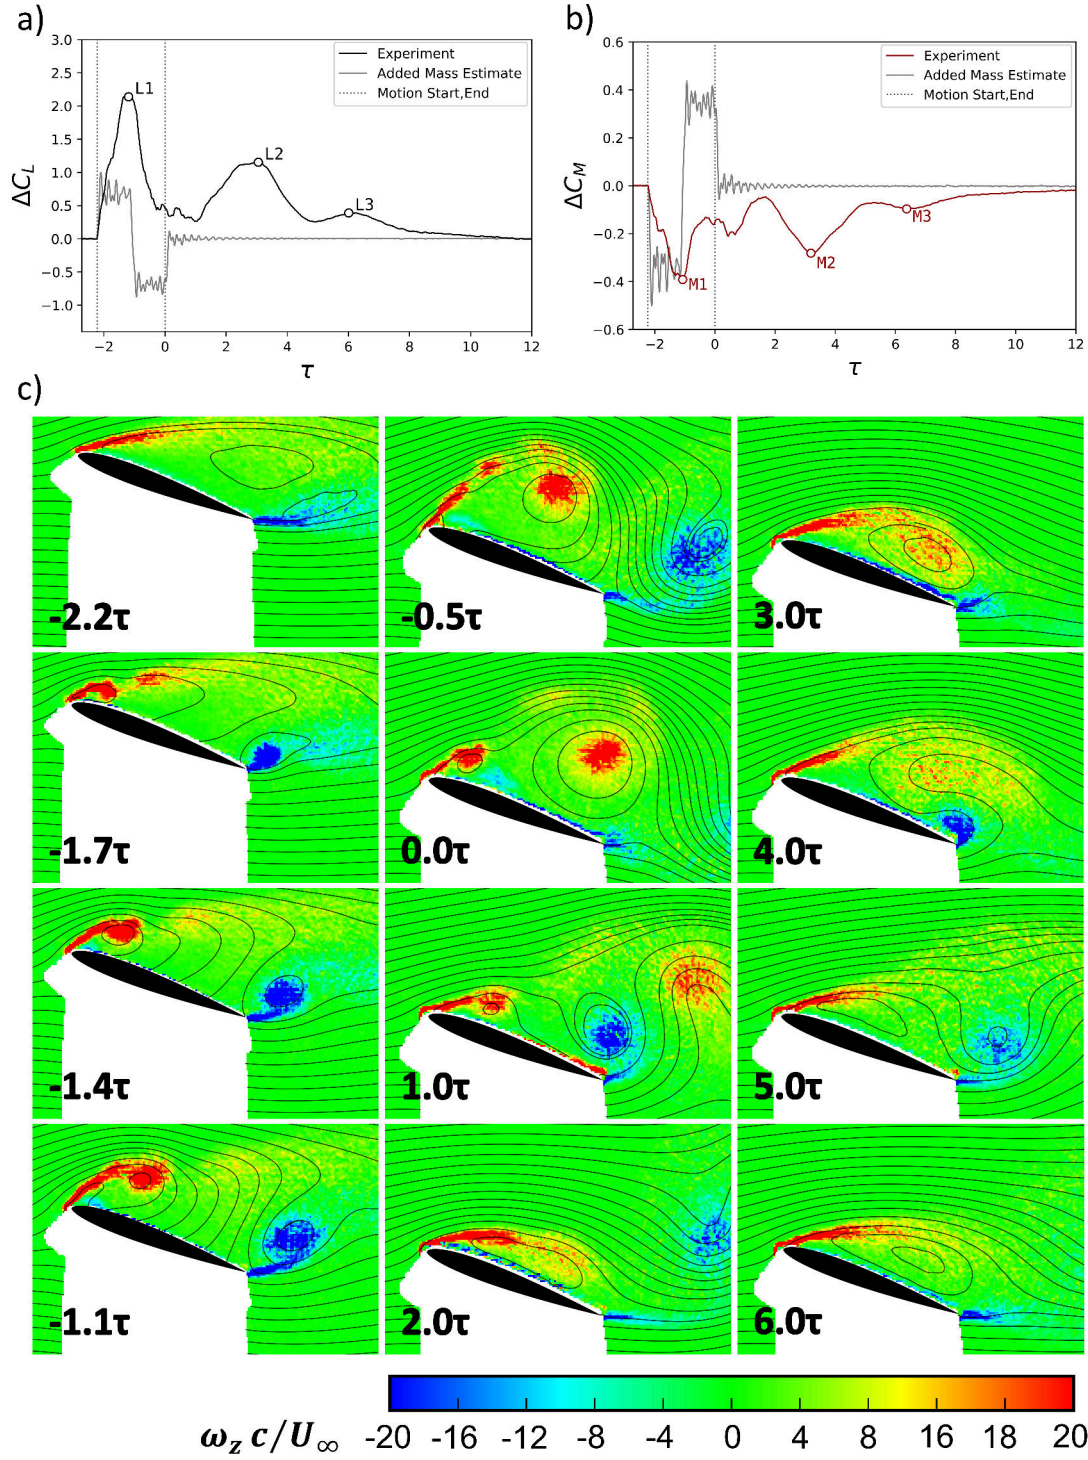 a)
3.0
2.5
2.0
1.5
1.0
0.5
0.0
−0.5
−1.0
ΔC_L
Experiment
Added Mass Estimate
Motion Start,End
L1
L2
L3
−2 0 2 4 6 8 10 12
τ
b)
0.6
0.4
0.2
0.0
−0.2
−0.4
−0.6
ΔC_M
Experiment
Added Mass Estimate
Motion Start,End
M1
M2
M3
−2 0 2 4 6 8 10 12
τ
c)
-2.2τ
-0.5τ
3.0τ
-1.7τ
0.0τ
4.0τ
-1.4τ
1.0τ
5.0τ
-1.1τ
2.0τ
6.0τ
ω_z c/U_∞ -20 -16 -12 -8 -4 0 4 8 16 18 20